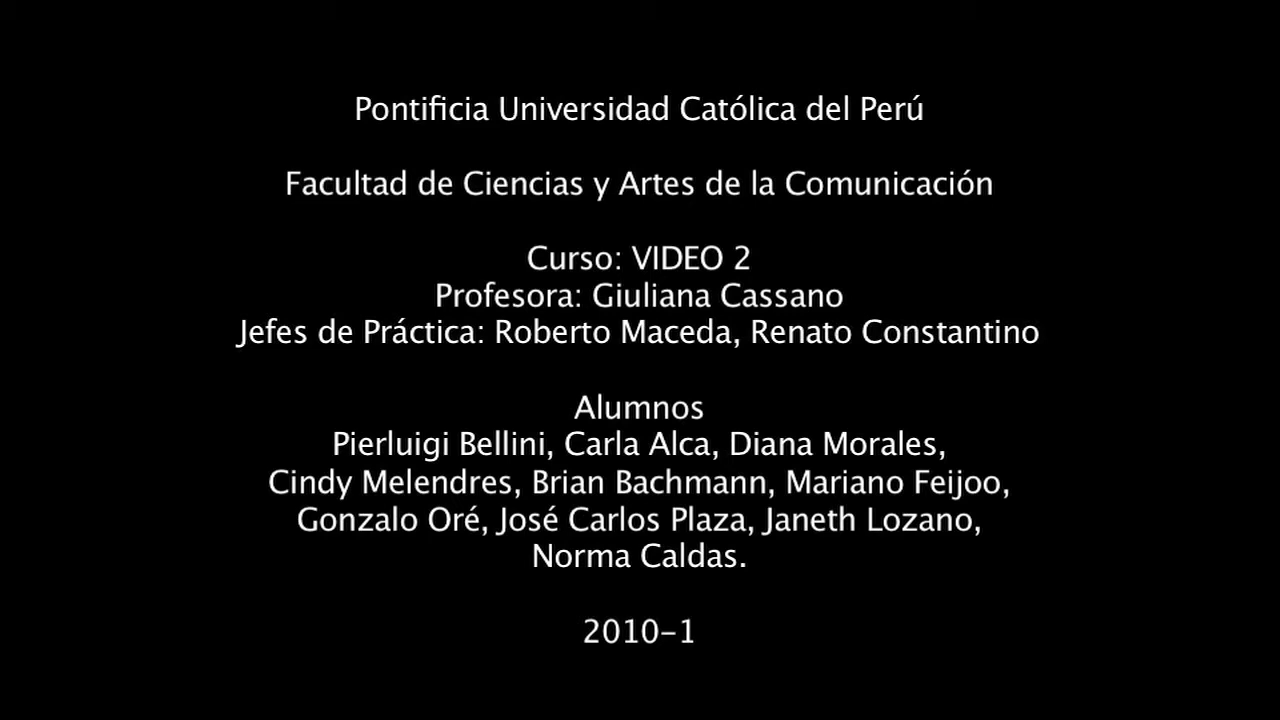 Pontificia Universidad Católica del Perú
Facultad de Ciencias y Artes de la Comunicación
Curso: VIDEO 2
Profesora: Giuliana Cassano
Jefes de Práctica: Roberto Maceda, Renato Constantino
Alumnos
Pierluigi Bellini, Carla Alca, Diana Morales,
Cindy Melendres, Brian Bachmann, Mariano Feijoo,
Gonzalo Oré, José Carlos Plaza, Janeth Lozano,
Norma Caldas.
2010-1